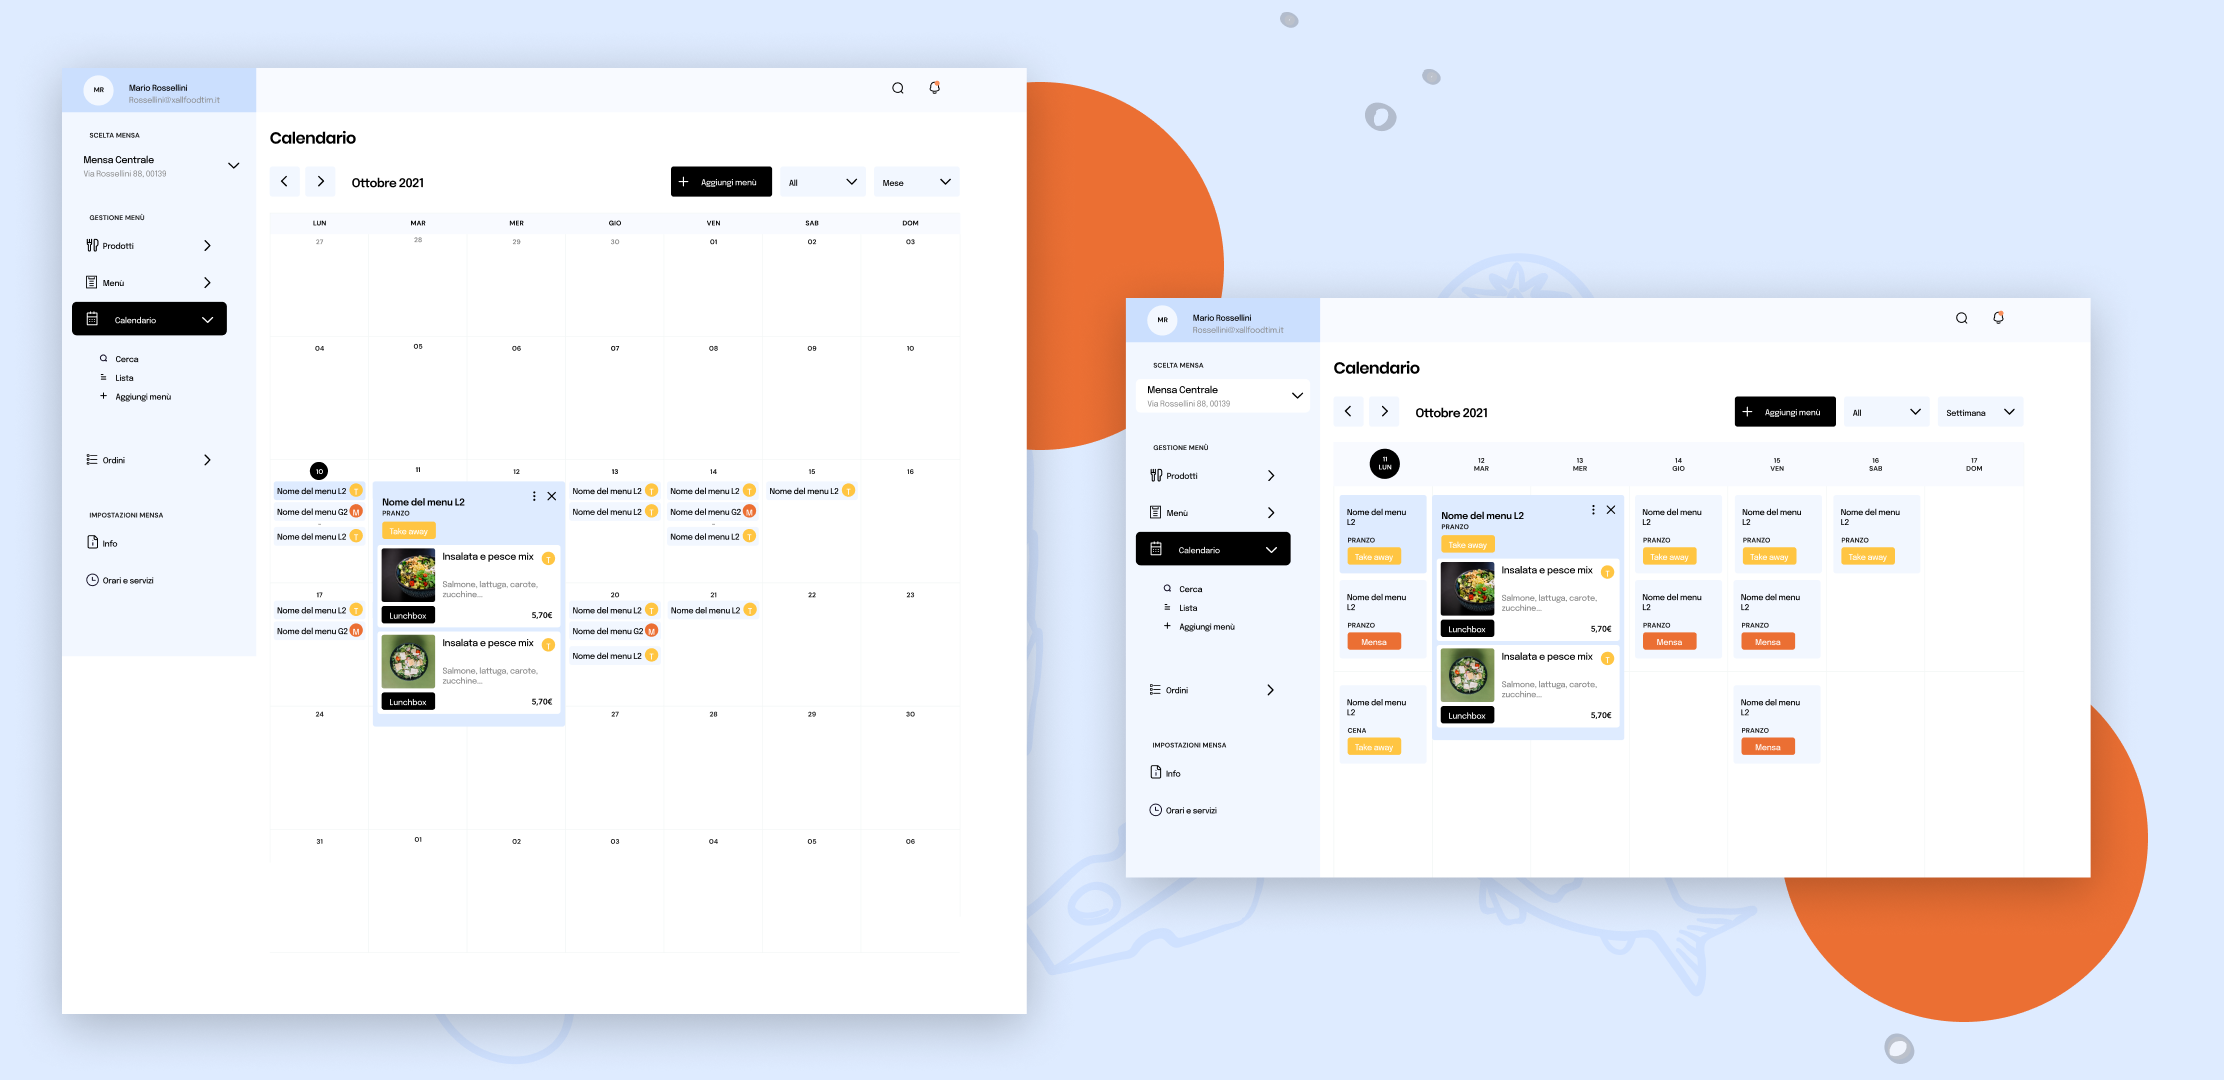 MR
Mario Rossellini
Rossellini@xallfoodtim.it
SCELTA MENSA
Mensa Centrale
Via Rossellini 88, 00139
GESTIONE MENÙ
Prodotti
Menù
Calendario
Cerca
Lista
Aggiungi menù
Ordini
IMPOSTAZIONI MENSA
Info
Orari e servizi
Calendario
Ottobre 2021
Aggiungi menù
All
Mese
LUN MAR MER GIO VEN SAB DOM
27 28 29 30 01 02 03
04 05 06 07 08 09 10
10 11 12 13 14 15 16
Nome del menu L2 T
Nome del menu G2 M
Nome del menu L2 T
Nome del menu L2
PRANZO
Take away
Insalata e pesce mix T
Salmone, lattuga, carote,
zucchine...
Lunchbox 5,70€
Insalata e pesce mix T
Salmone, lattuga, carote,
zucchine...
Lunchbox 5,70€
Nome del menu L2 T
Nome del menu L2 T
Nome del menu L2 T
Nome del menu G2 M
Nome del menu L2 T
Nome del menu L2 T
17 20 21 22 23
Nome del menu L2 T
Nome del menu G2 M
Nome del menu L2 T
Nome del menu G2 M
Nome del menu L2 T
Nome del menu L2 T
24 27 28 29 30
31 01 02 03 04 05 06
MR
Mario Rossellini
Rossellini@xallfoodtim.it
SCELTA MENSA
Mensa Centrale
Via Rossellini 88, 00139
GESTIONE MENÙ
Prodotti
Menù
Calendario
Cerca
Lista
Aggiungi menù
Ordini
IMPOSTAZIONI MENSA
Info
Orari e servizi
Calendario
Ottobre 2021
Aggiungi menù
All
Settimana
11 12 13 14 15 16 17
LUN MAR MER GIO VEN SAB DOM
Nome del menu
L2
PRANZO
Take away
Nome del menu
L2
PRANZO
Mensa
Nome del menu
L2
CENA
Take away
Nome del menu L2
PRANZO
Take away
Insalata e pesce mix T
Salmone, lattuga, carote,
zucchine...
Lunchbox 5,70€
Insalata e pesce mix T
Salmone, lattuga, carote,
zucchine...
Lunchbox 5,70€
Nome del menu
L2
PRANZO
Take away
Nome del menu
L2
PRANZO
Mensa
Nome del menu
L2
PRANZO
Take away
Nome del menu
L2
PRANZO
Mensa
Nome del menu
L2
PRANZO
Mensa
Nome del menu
L2
PRANZO
Take away